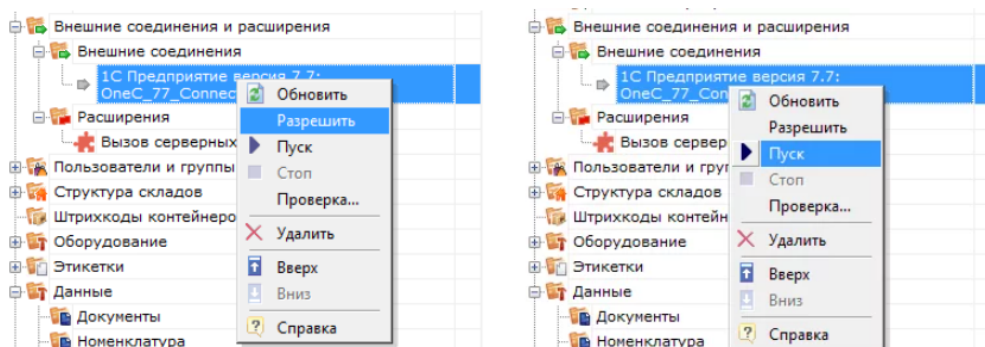 Внешние соединения и расширения
Внешние соединения
1С Предприятие версия 7.7:
OneC_77_Connec
Обновить
Разрешить
Расширения
Пуск
Вызов серверных
Стоп
Пользователи и группы
Проверка...
Структура складов
Штрихкоды контейнеро
Удалить
Оборудование
Этикетки
Вверх
Данные
Вниз
Документы
Справка
Номенклатура
Внешние соединения и расширения
Внешние соединения
1С Предприятие версия 7.7:
OneC_77_Con
Обновить
Разрешить
Расширения
Пуск
Вызов сервер
Стоп
Пользователи и груп
Проверка...
Структура складов
Штрихкоды контейн
Удалить
Оборудование
Этикетки
Вверх
Данные
Вниз
Документы
Справка
Номенклатура